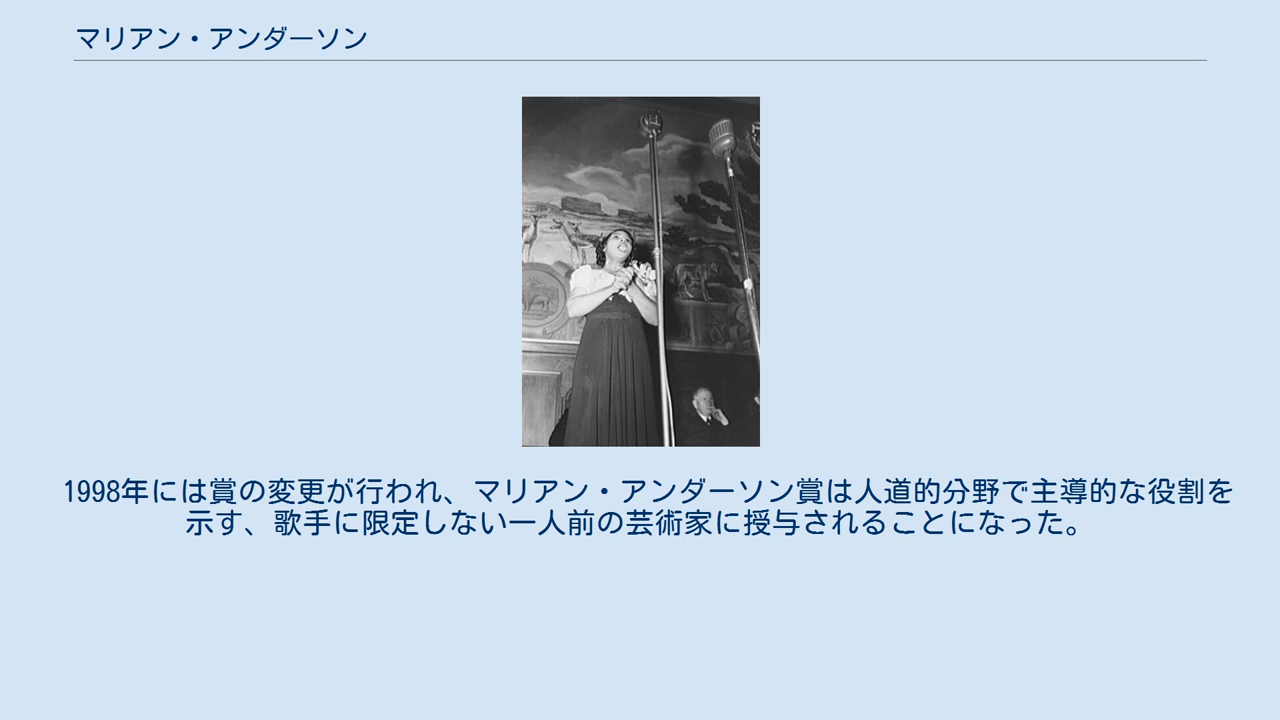 マリアン・アンダーソン
1998年には賞の変更が行われ、マリアン・アンダーソン賞は人道的分野で主導的な役割を
示す、歌手に限定しない一人前の芸術家に授与されることになった。